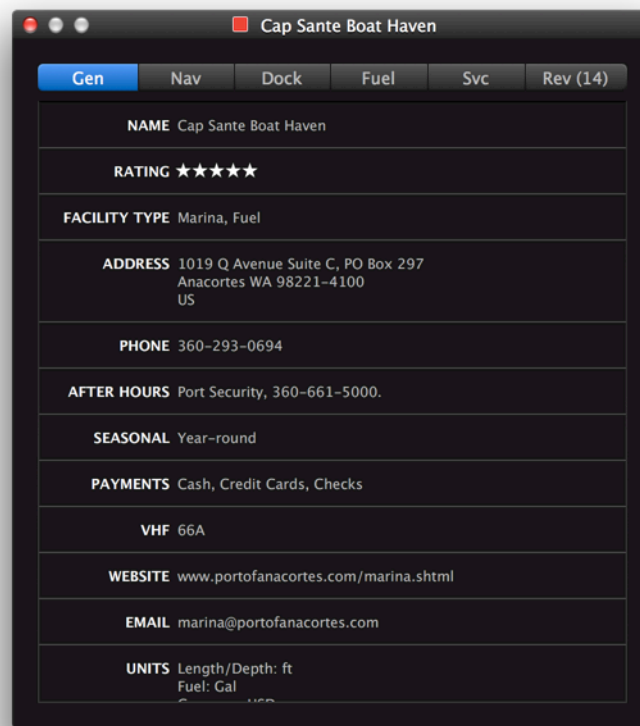 Cap Sante Boat Haven
Gen Nav Dock Fuel Svc Rev (14)
NAME Cap Sante Boat Haven
RATING ★★★★★
FACILITY TYPE Marina, Fuel
ADDRESS 1019 Q Avenue Suite C, PO Box 297
Anacortes WA 98221-4100
US
PHONE 360-293-0694
AFTER HOURS Port Security, 360-661-5000.
SEASONAL Year-round
PAYMENTS Cash, Credit Cards, Checks
VHF 66A
WEBSITE www.portofanacortes.com/marina.shtml
EMAIL marina@portofanacortes.com
UNITS Length/Depth: ft
Fuel: Gal